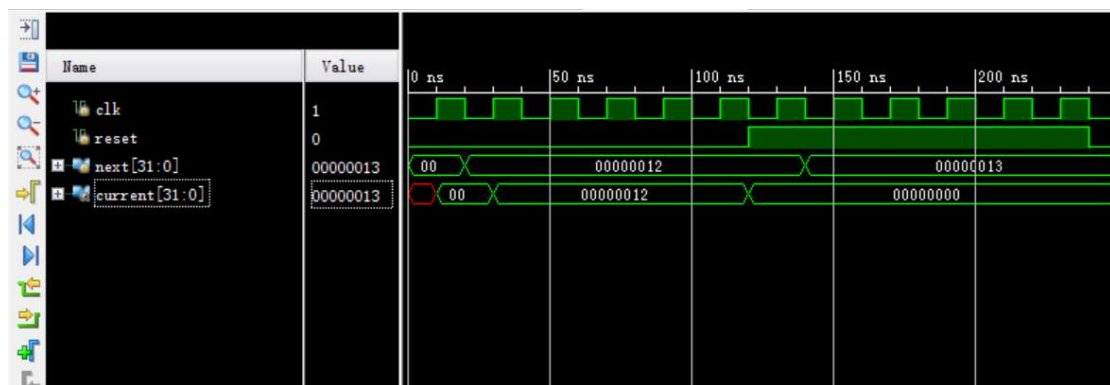 Name Value 0 ns 50 ns 100 ns 150 ns 200 ns
clk 1
reset 0
next[31:0] 00000013 00 00000012 00000013
current[31:0] 00000013 00 00000012 00000000